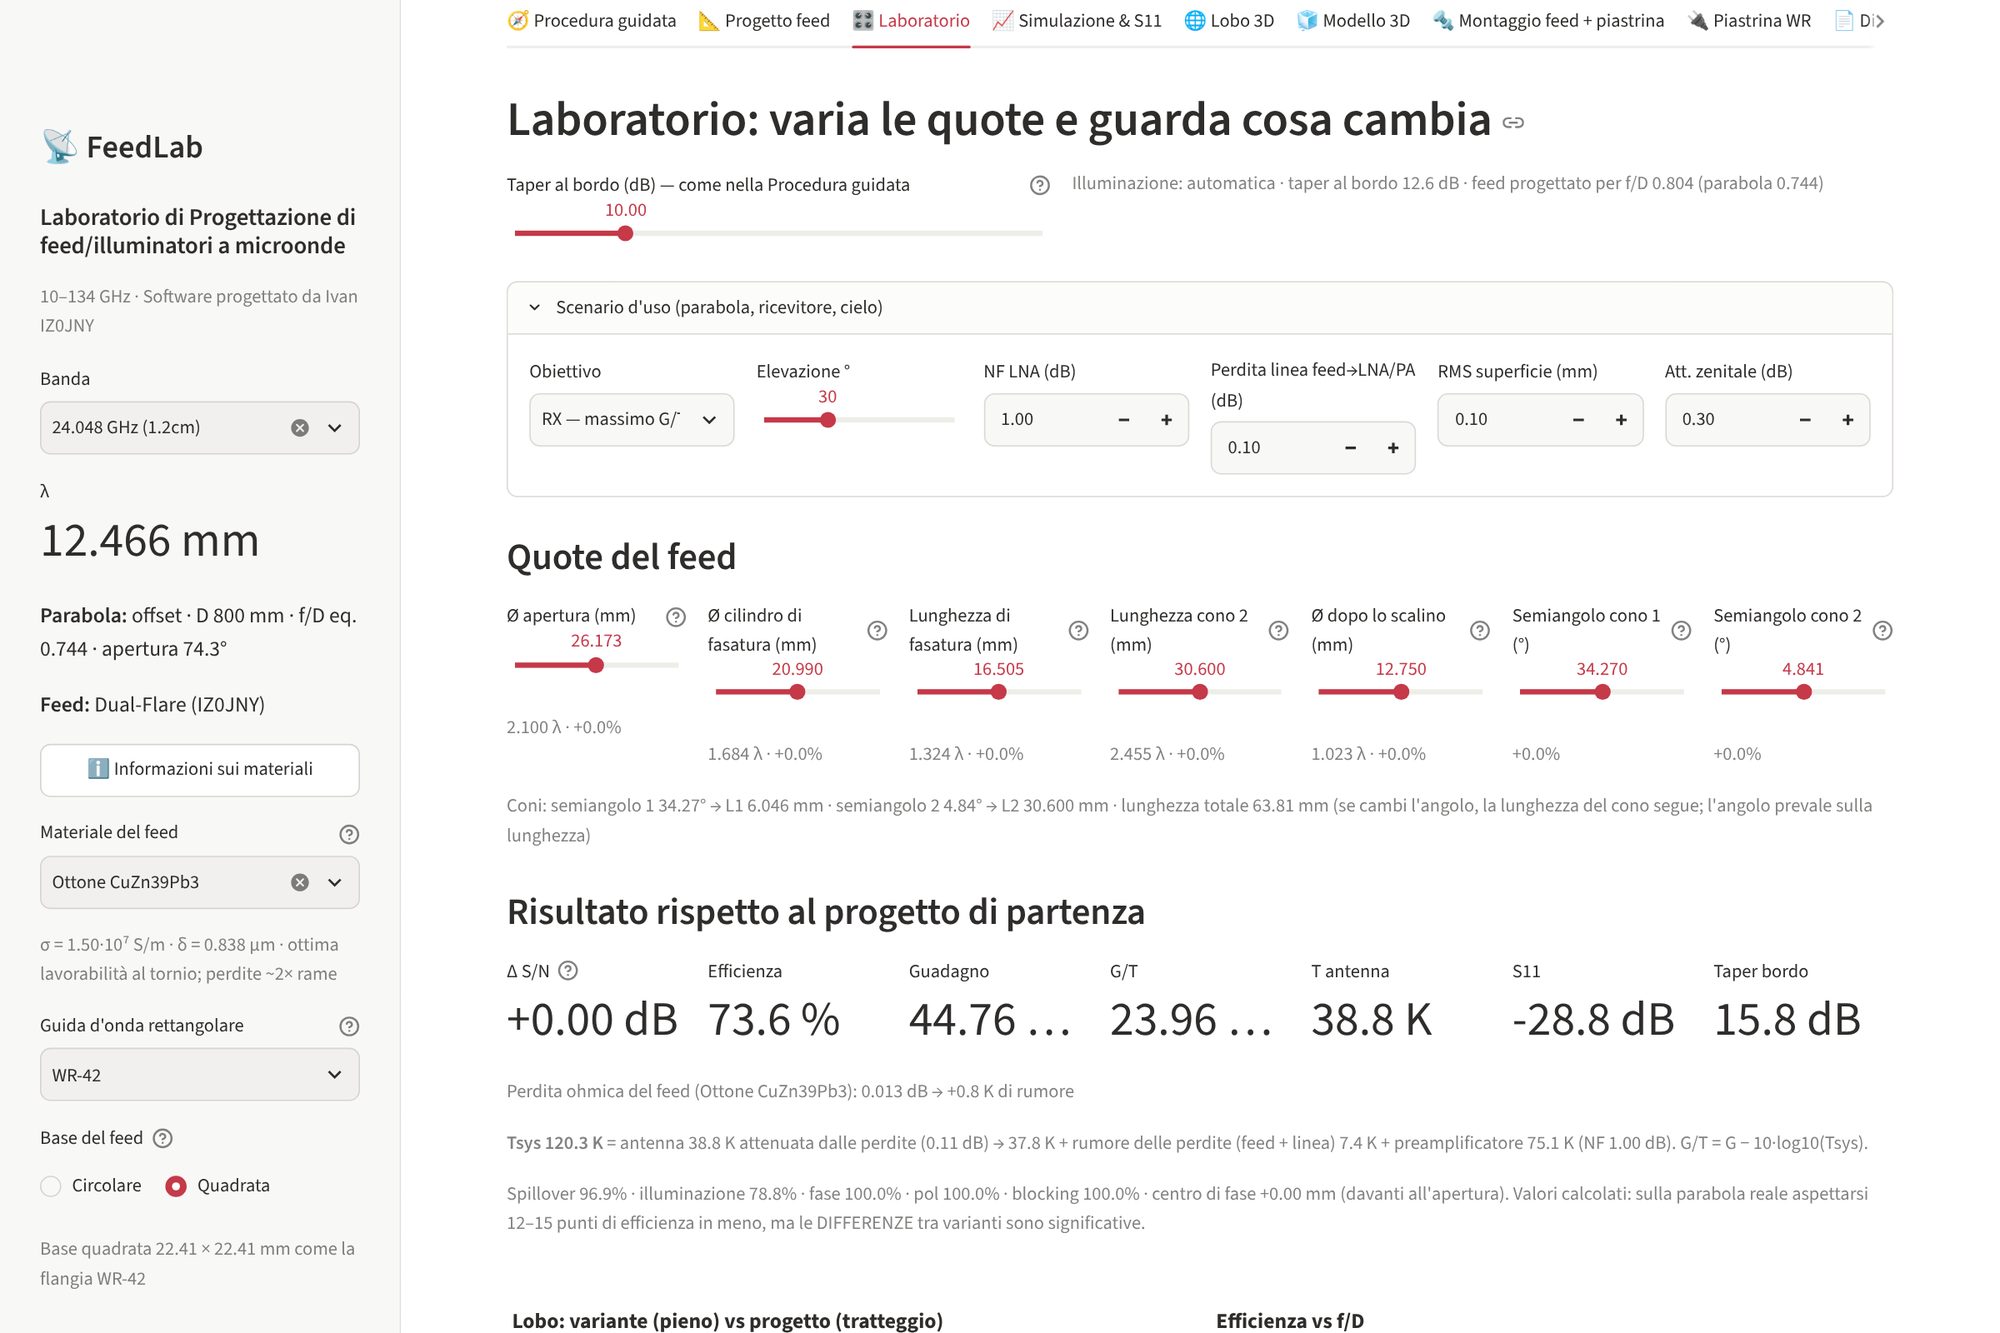 Procedura guidata
Progetto feed
Laboratorio
Simulazione & S11
Lobo 3D
Modello 3D
Montaggio feed + piastrina
Piastrina WR
Di
FeedLab
Laboratorio di Progettazione di
feed/illuminatori a microonde
10–134 GHz · Software progettato da Ivan
IZ0JNY
Banda
24.048 GHz (1.2cm)
λ
12.466 mm
Parabola: offset · D 800 mm · f/D eq.
0.744 · apertura 74.3°
Feed: Dual-Flare (IZ0JNY)
Informazioni sui materiali
Materiale del feed
Ottone CuZn39Pb3
σ = 1.50·10⁷ S/m · δ = 0.838 µm · ottima
lavorabilità al tornio; perdite ~2× rame
Guida d'onda rettangolare
WR-42
Base del feed
Circolare
Quadrata
Base quadrata 22.41 × 22.41 mm come la
flangia WR-42
Laboratorio: varia le quote e guarda cosa cambia
Taper al bordo (dB) — come nella Procedura guidata
10.00
Illuminazione: automatica · taper al bordo 12.6 dB · feed progettato per f/D 0.804 (parabola 0.744)
Scenario d'uso (parabola, ricevitore, cielo)
Obiettivo
RX — massimo G/
Elevazione °
30
NF LNA (dB)
1.00
Perdita linea feed→LNA/PA
(dB)
0.10
RMS superficie (mm)
0.10
Att. zenitale (dB)
0.30
Quote del feed
Ø apertura (mm)
26.173
2.100 λ · +0.0%
Ø cilindro di
fasatura (mm)
20.990
1.684 λ · +0.0%
Lunghezza di
fasatura (mm)
16.505
1.324 λ · +0.0%
Lunghezza cono 2
(mm)
30.600
2.455 λ · +0.0%
Ø dopo lo scalino
(mm)
12.750
1.023 λ · +0.0%
Semiangolo cono 1
(°)
34.270
+0.0%
Semiangolo cono 2
(°)
4.841
+0.0%
Coni: semiangolo 1 34.27° → L1 6.046 mm · semiangolo 2 4.84° → L2 30.600 mm · lunghezza totale 63.81 mm (se cambi l'angolo, la lunghezza del cono segue; l'angolo prevale sulla
lunghezza)
Risultato rispetto al progetto di partenza
Δ S/N
+0.00 dB
Efficienza
73.6 %
Guadagno
44.76 …
G/T
23.96 …
T antenna
38.8 K
S11
-28.8 dB
Taper bordo
15.8 dB
Perdita ohmica del feed (Ottone CuZn39Pb3): 0.013 dB → +0.8 K di rumore
Tsys 120.3 K = antenna 38.8 K attenuata dalle perdite (0.11 dB) → 37.8 K + rumore delle perdite (feed + linea) 7.4 K + preamplificatore 75.1 K (NF 1.00 dB). G/T = G − 10·log10(Tsys).
Spillover 96.9% · illuminazione 78.8% · fase 100.0% · pol 100.0% · blocking 100.0% · centro di fase +0.00 mm (davanti all'apertura). Valori calcolati: sulla parabola reale aspettarsi
12–15 punti di efficienza in meno, ma le DIFFERENZE tra varianti sono significative.
Lobo: variante (pieno) vs progetto (tratteggio)
Efficienza vs f/D